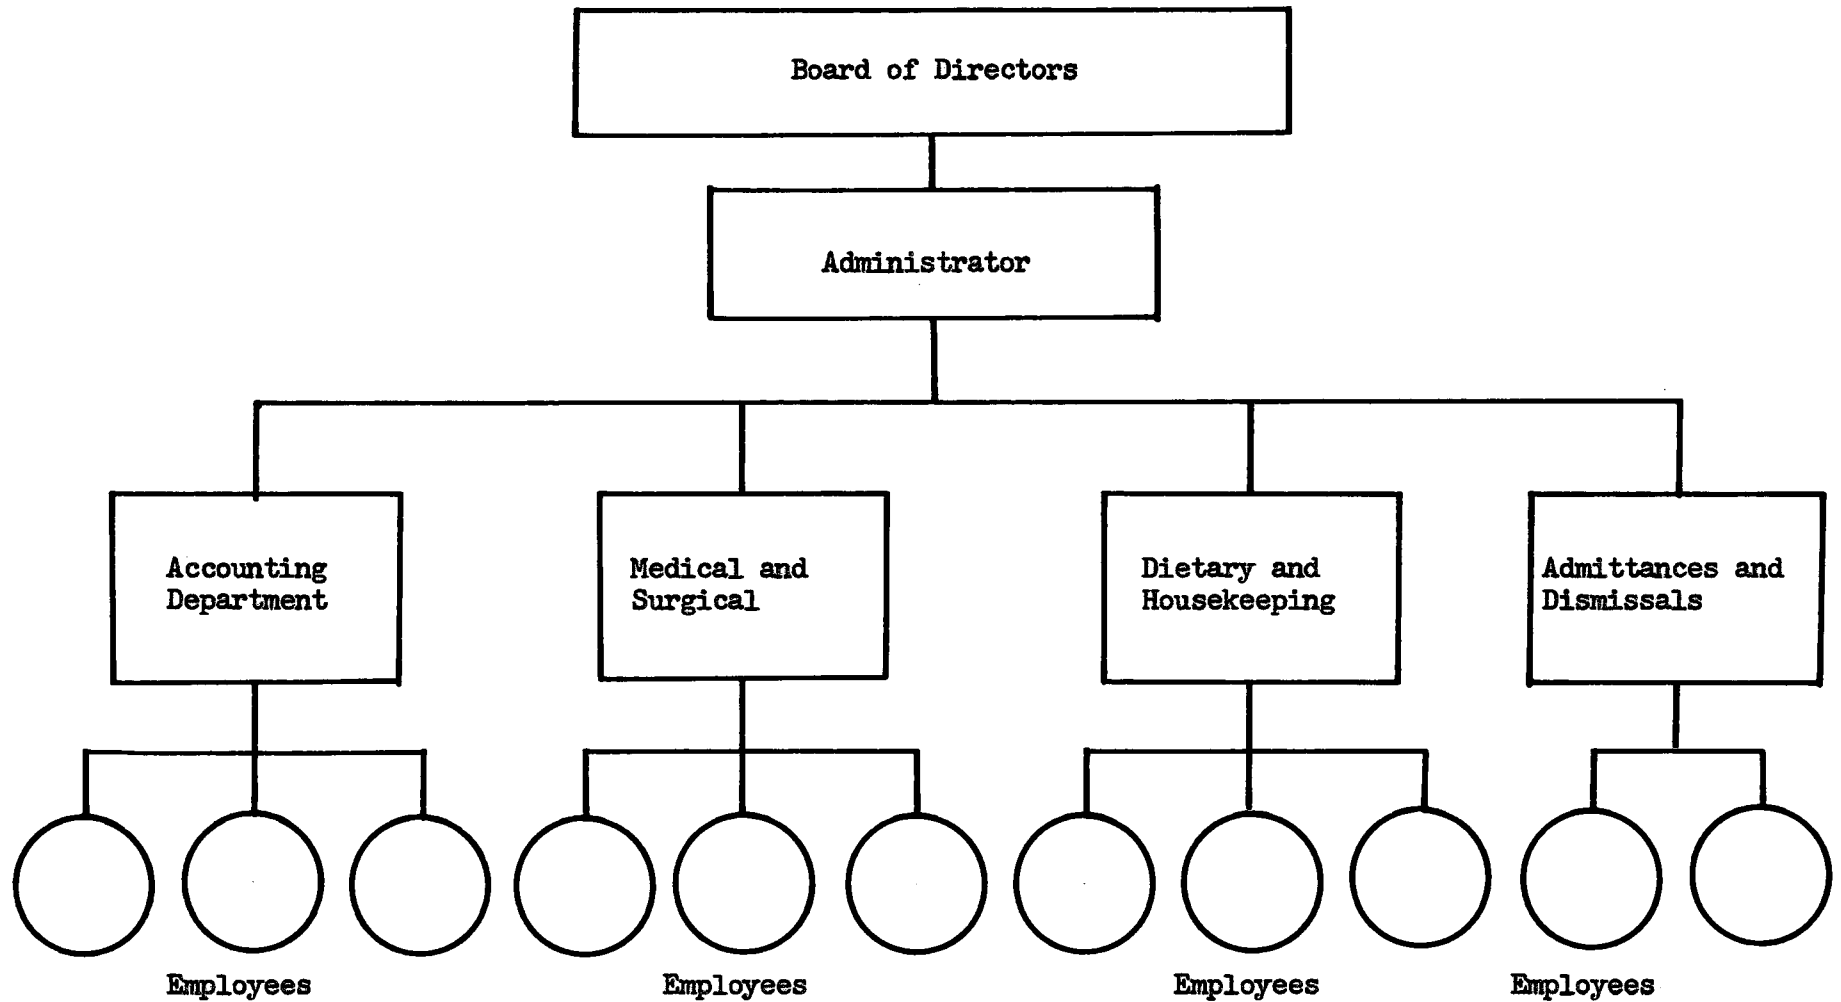 Board of Directors
Administrator
Accounting
Department
Medical and
Surgical
Dietary and
Housekeeping
Admittances and
Dismissals
Employees
Employees
Employees
Employees